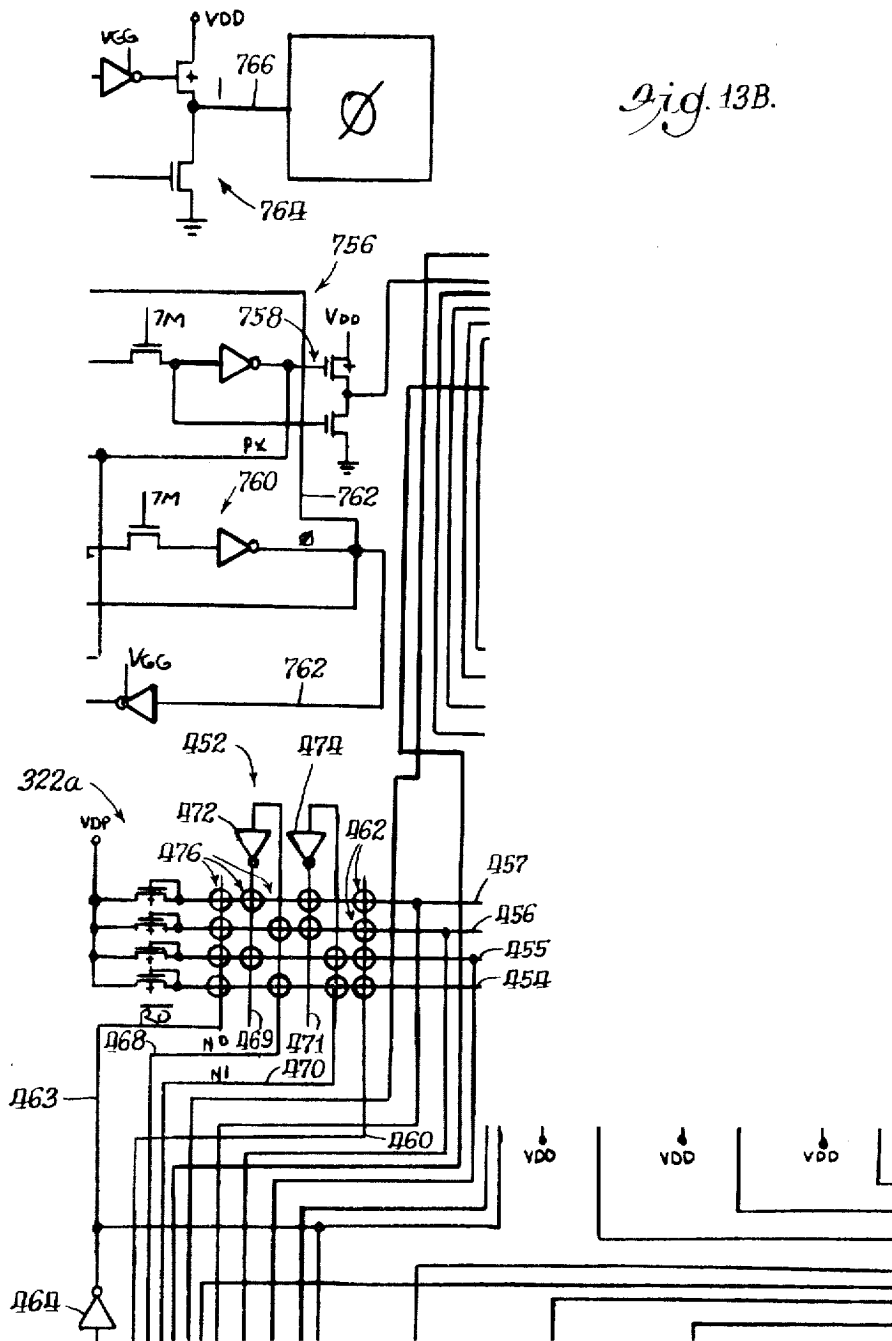 VDD
VGG
766
Ø
Fig. 13B.
764
756
7M
758
VDD
PX
760
762
7M
Ø
VGG
762
452
474
322a
472
VDP
476
462
457
456
455
454
RO
468
N0
469
471
N1
470
463
460
VDD
VDD
VDD
464